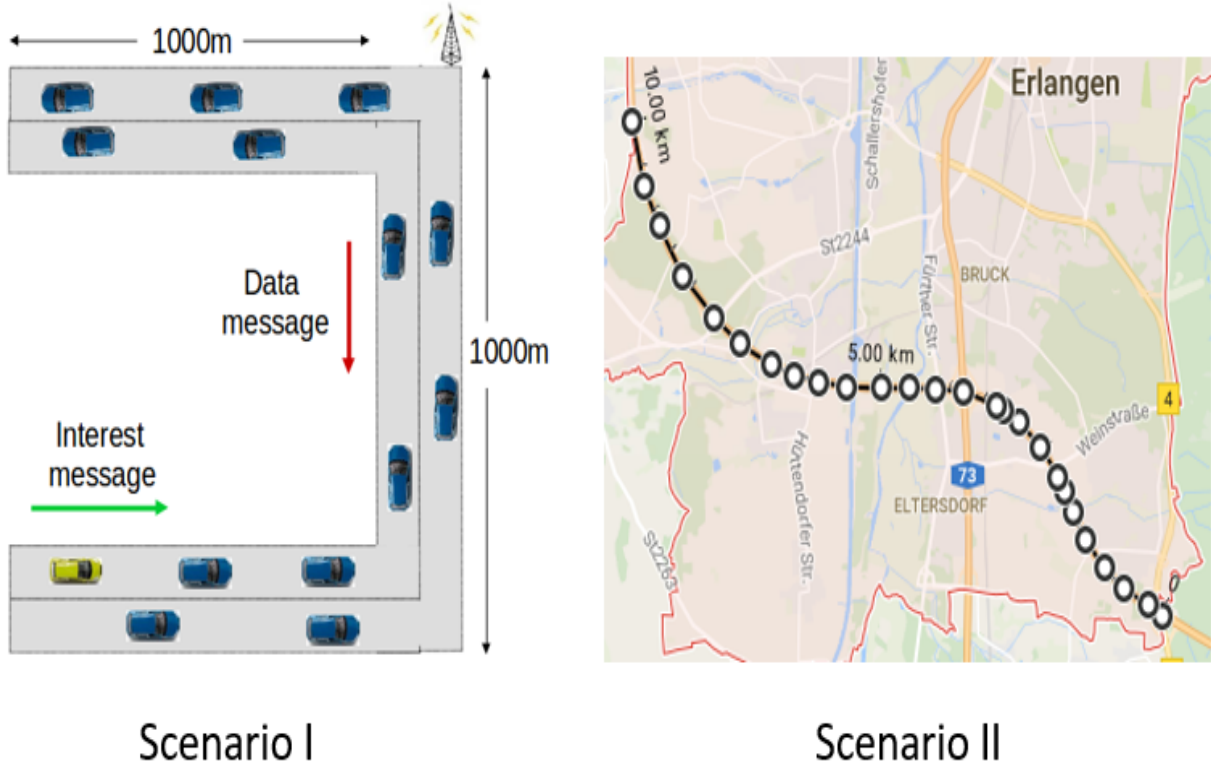 1000m
Data
message
1000m
Interest
message
Scenario I
10.00 km
Erlangen
Schallershofer
St2244
Fürther Str.
BRUCK
5.00 km
4
Weinstraße
73
ELTERSDORF
Hüttendorfer Str.
St2263
0
Scenario II